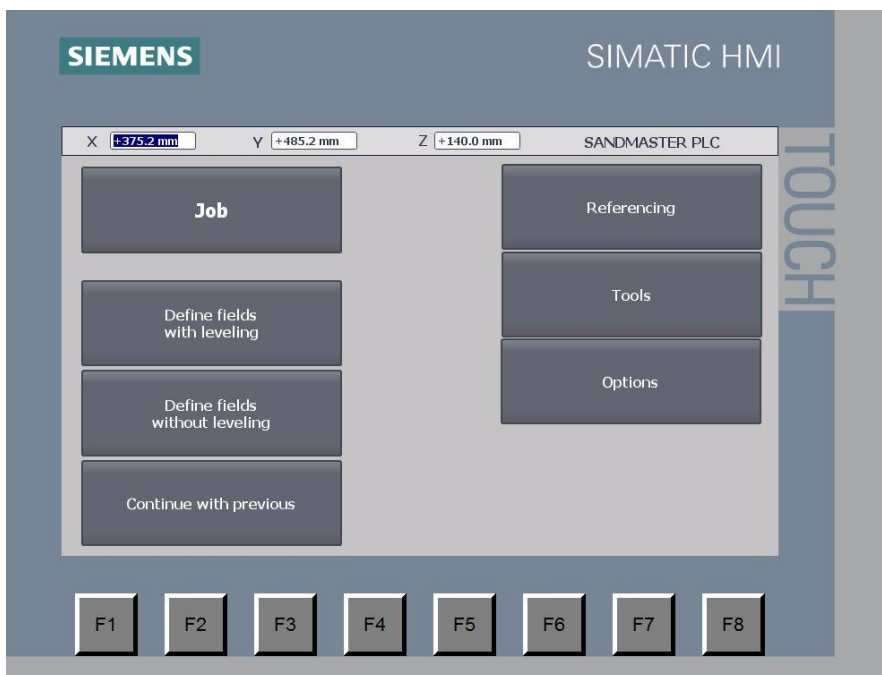 SIEMENS
SIMATIC HMI
X +375.2 mm Y +485.2 mm Z +140.0 mm SANDMASTER PLC
TOUCH
Job
Define fields
with leveling
Define fields
without leveling
Continue with previous
Referencing
Tools
Options
F1 F2 F3 F4 F5 F6 F7 F8